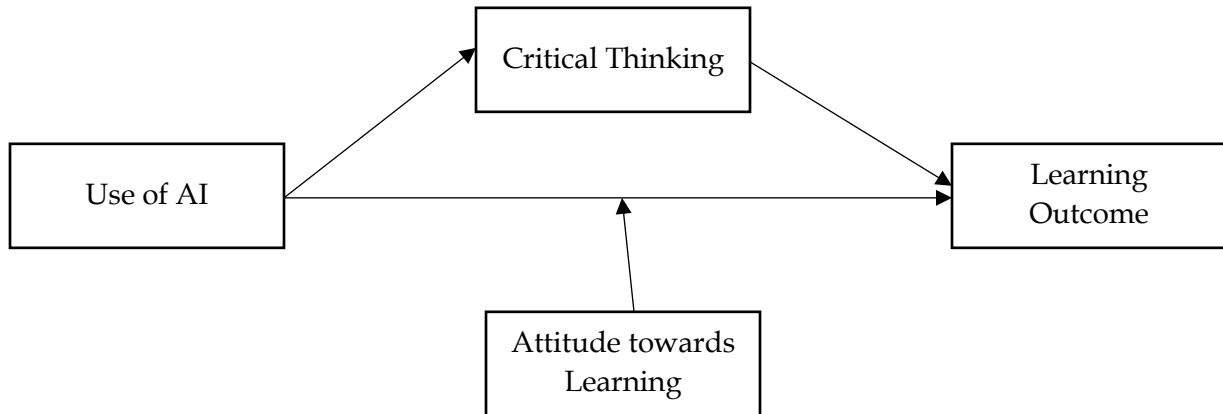 Critical Thinking
Use of AI
Learning
Outcome
Attitude towards
Learning